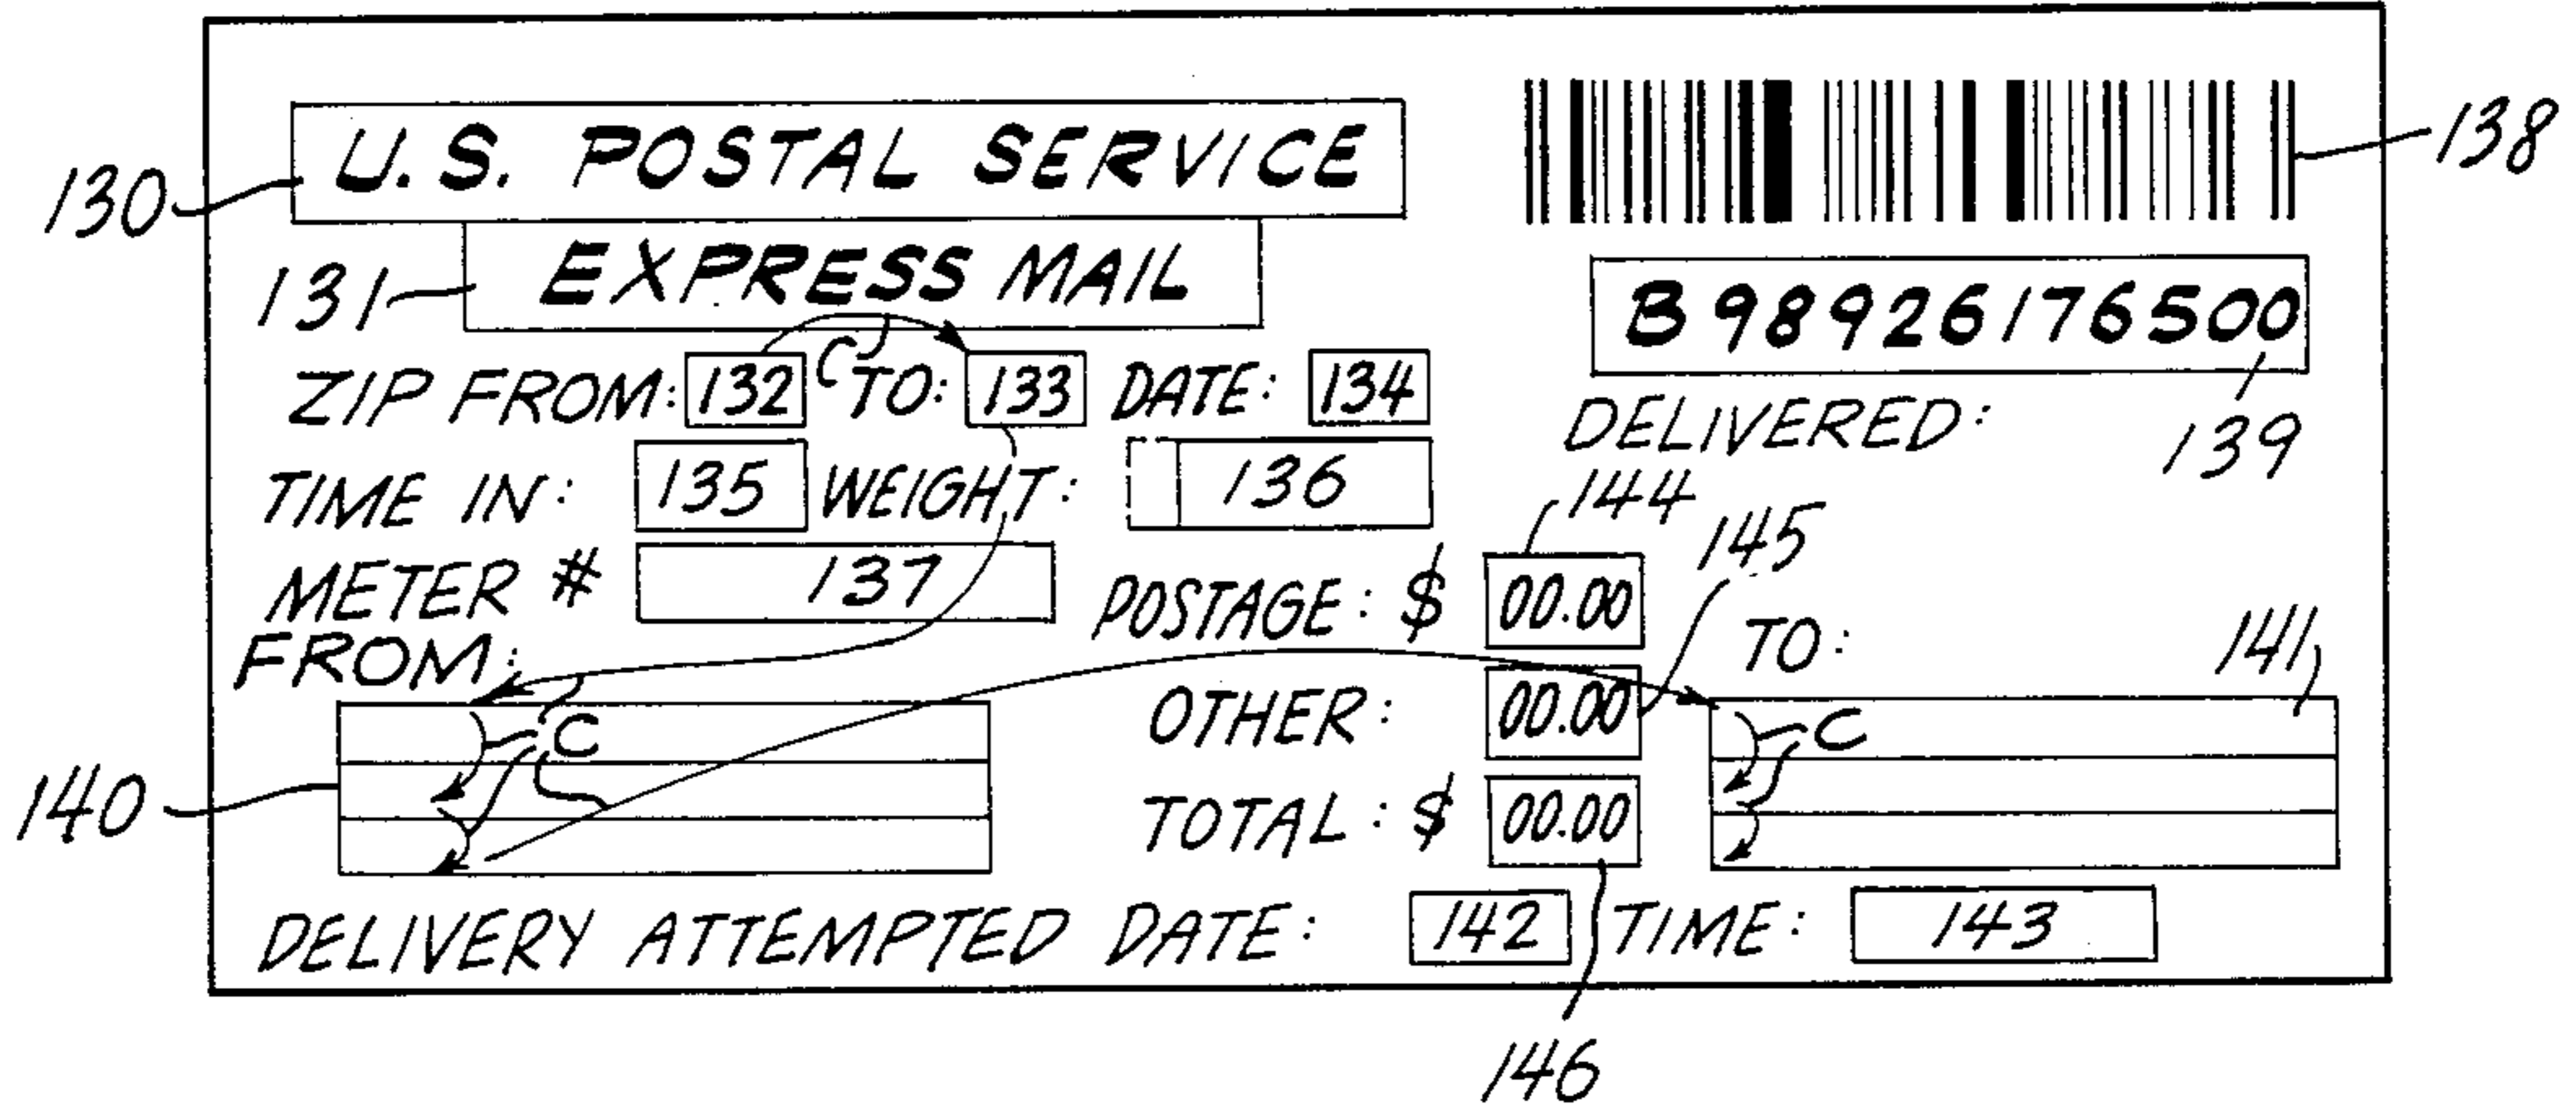 U.S. POSTAL SERVICE
130
138
EXPRESS MAIL
131
B98926176500
139
ZIP FROM: 132 C TO: 133 DATE: 134
DELIVERED:
TIME IN: 135 WEIGHT: 136
144
145
METER # 137
POSTAGE: $ 00.00
FROM:
TO:
141
C
OTHER: 00.00
C
140
TOTAL: $ 00.00
DELIVERY ATTEMPTED DATE: 142 TIME: 143
146